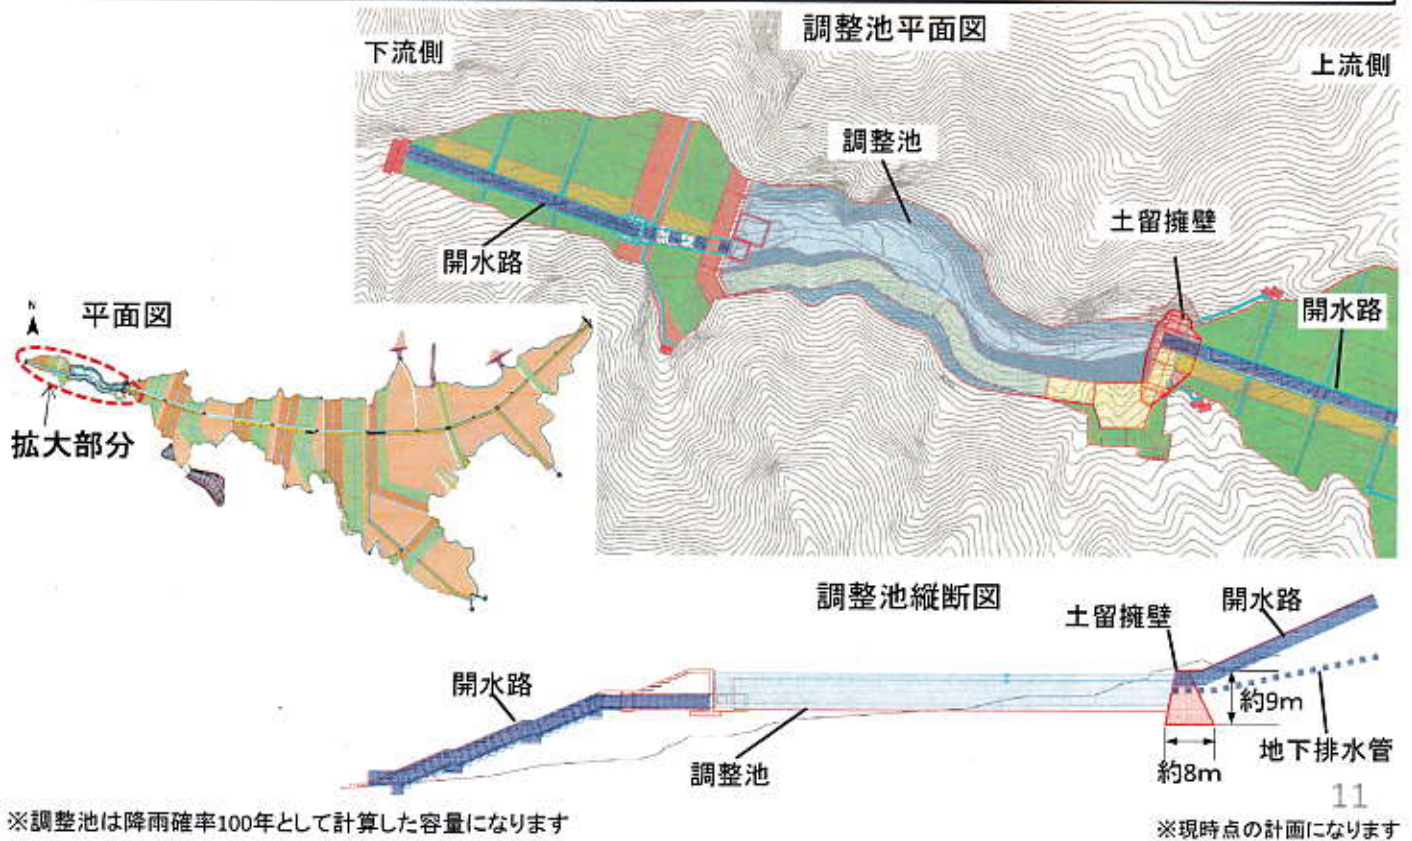 調整池平面図
下流側
上流側
調整池
土留擁壁
開水路
開水路
N
平面図
拡大部分
調整池縦断図
土留擁壁
開水路
開水路
約9m
調整池
約8m
地下排水管
11
※調整池は降雨確率100年として計算した容量になります
※現時点の計画になります